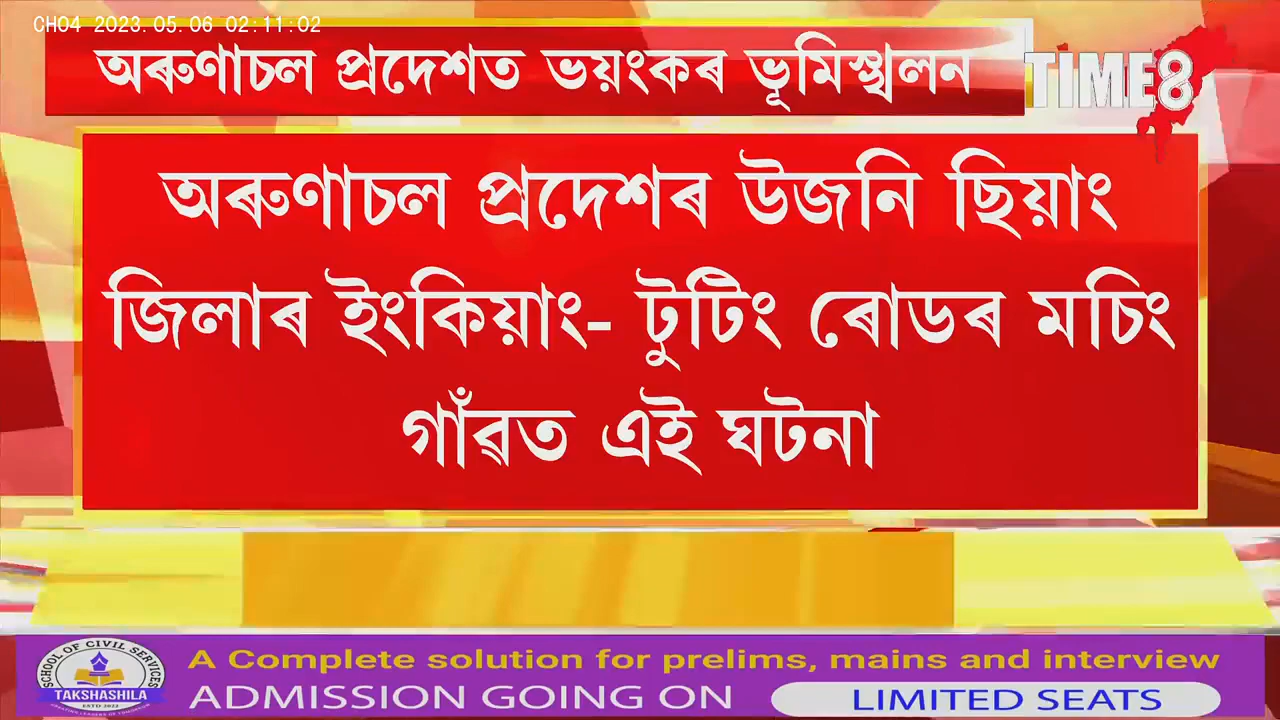 CH04 2023.05.06 02:11:02
অৰুণাচল প্ৰদেশত ভয়ংকৰ ভূমিস্খলন
TIME8
অৰুণাচল প্ৰদেশৰ উজনি ছিয়াং
জিলাৰ ইংকিয়াং- টুটিং ৰোডৰ মচিং
গাঁৱত এই ঘটনা
SCHOOL OF CIVIL SERVICES
TAKSHASHILA
ESTD 2022
A Complete solution for prelims, mains and interview
ADMISSION GOING ON LIMITED SEATS